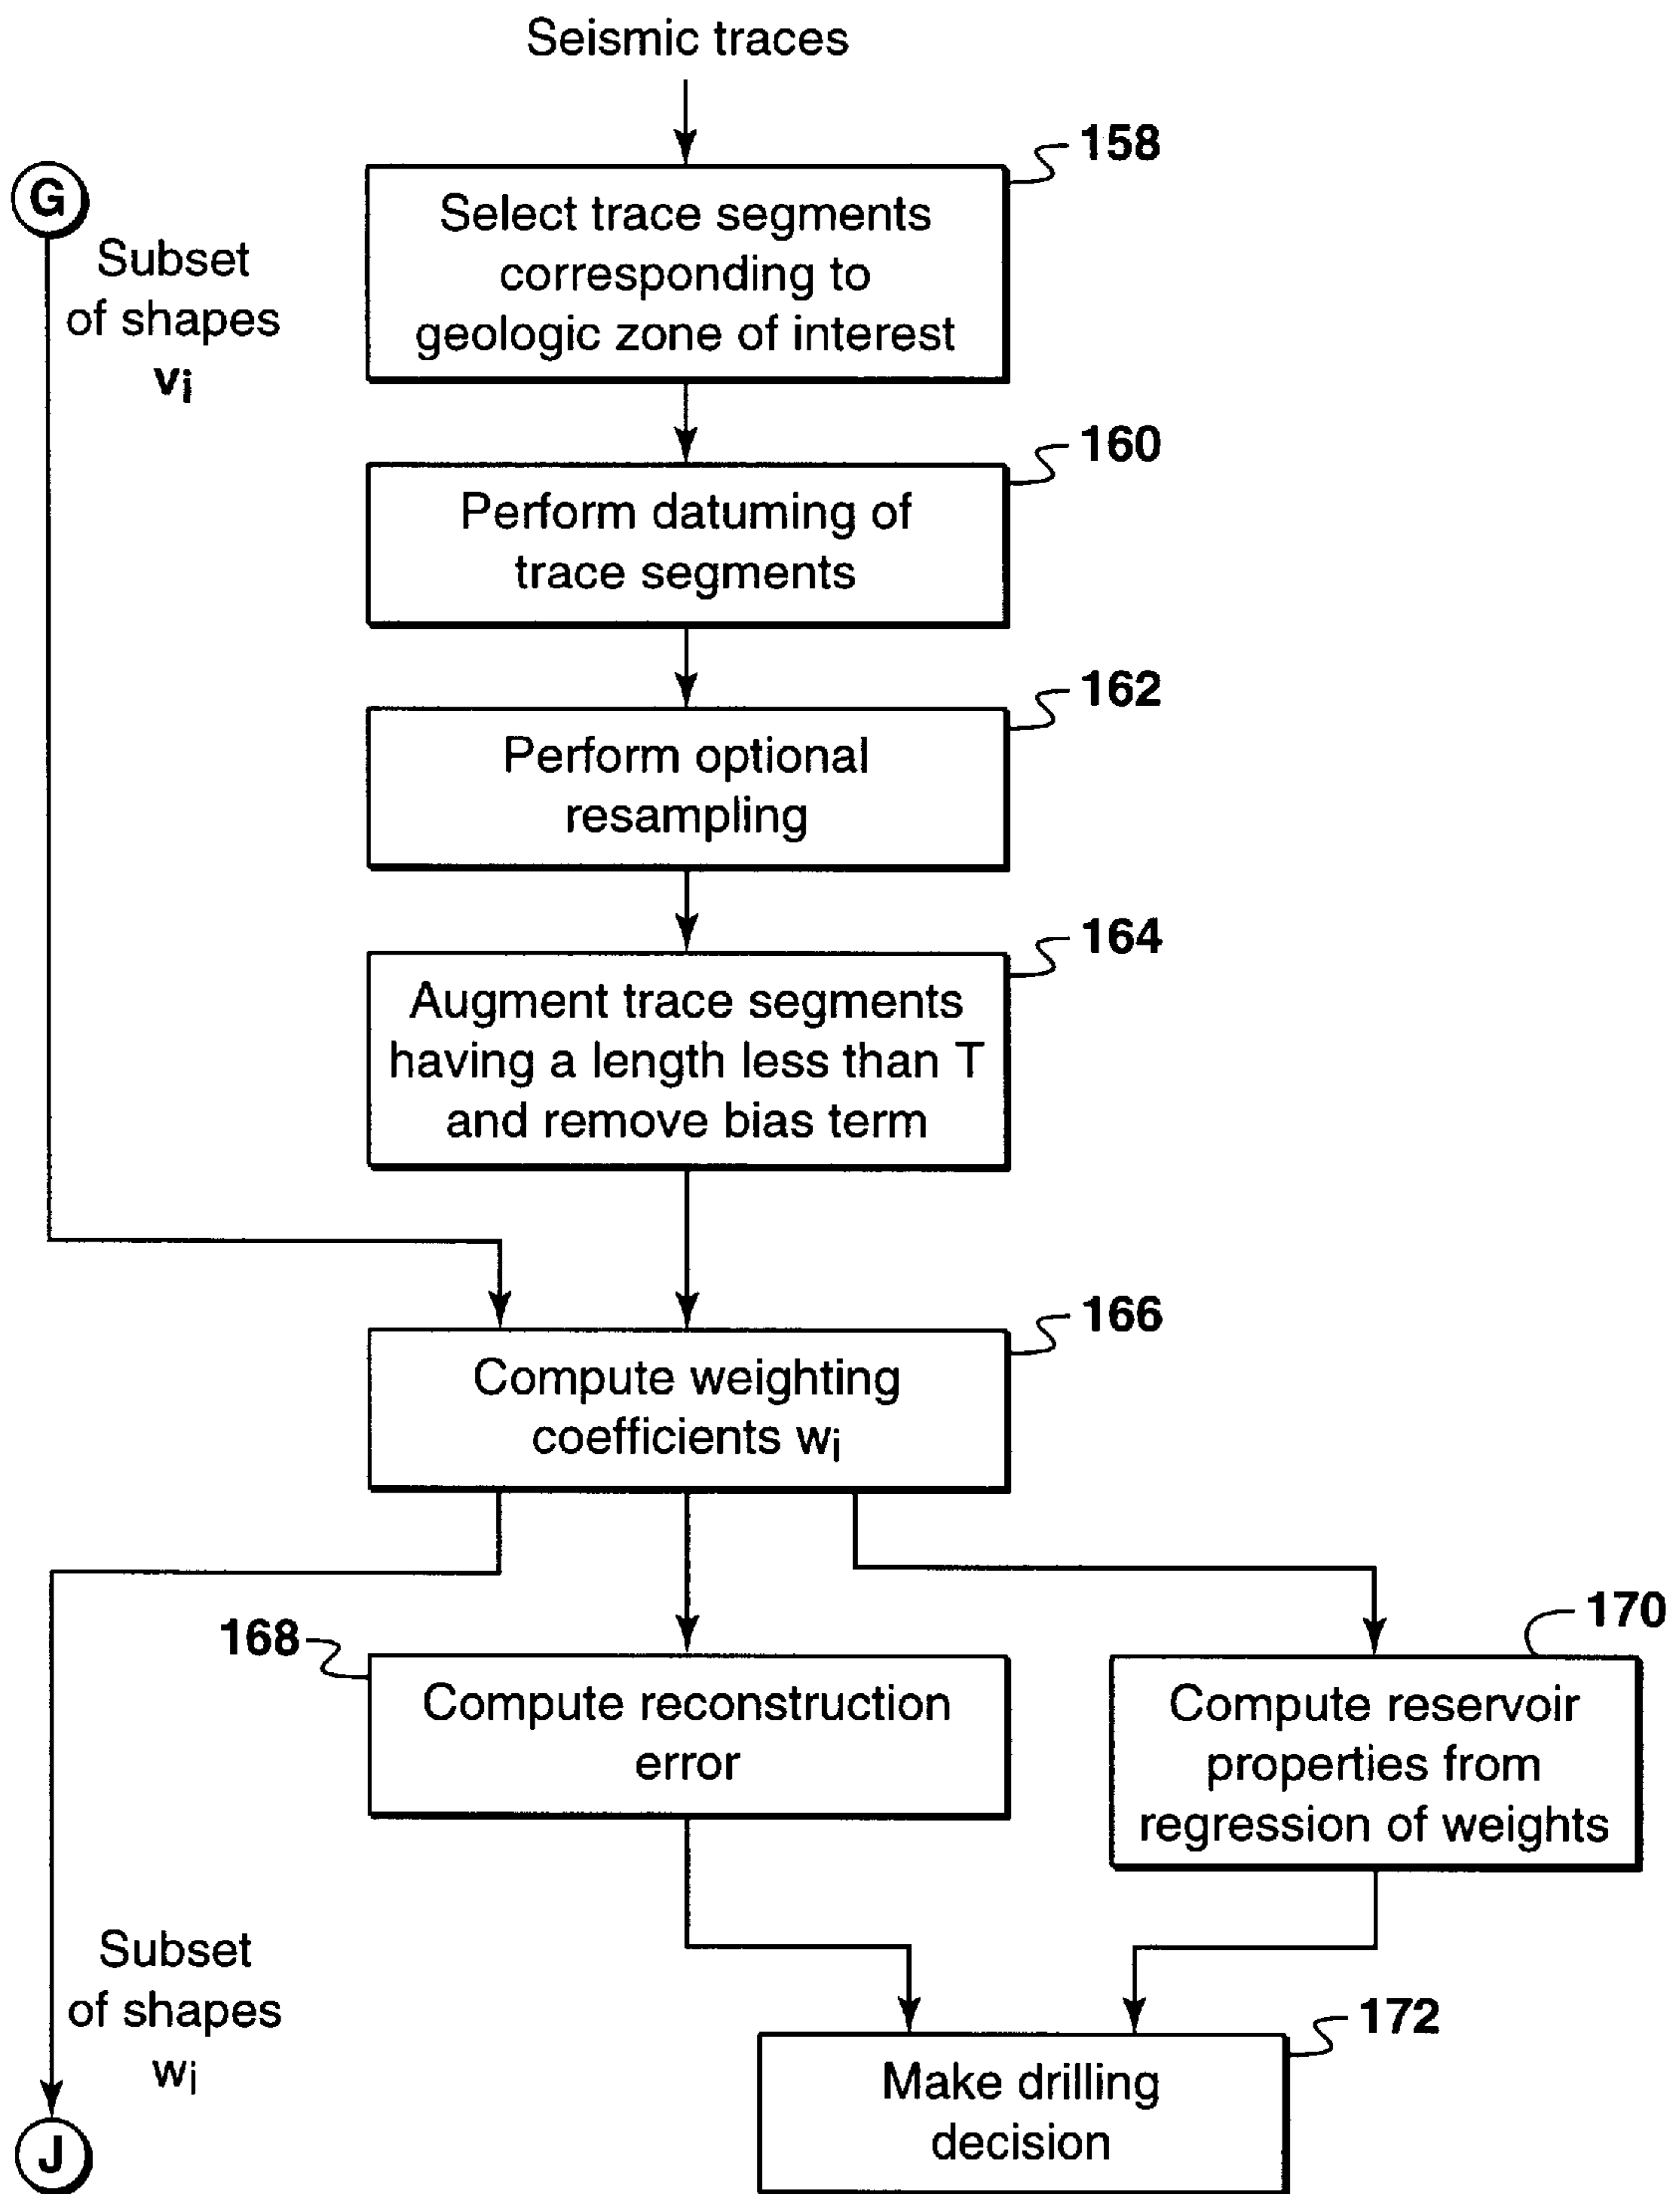 Seismic traces
158
G
Select trace segments
corresponding to
geologic zone of interest
Subset
of shapes
vi
160
Perform datuming of
trace segments
162
Perform optional
resampling
164
Augment trace segments
having a length less than T
and remove bias term
166
Compute weighting
coefficients wi
168
Compute reconstruction
error
170
Compute reservoir
properties from
regression of weights
Subset
of shapes
wi
J
172
Make drilling
decision